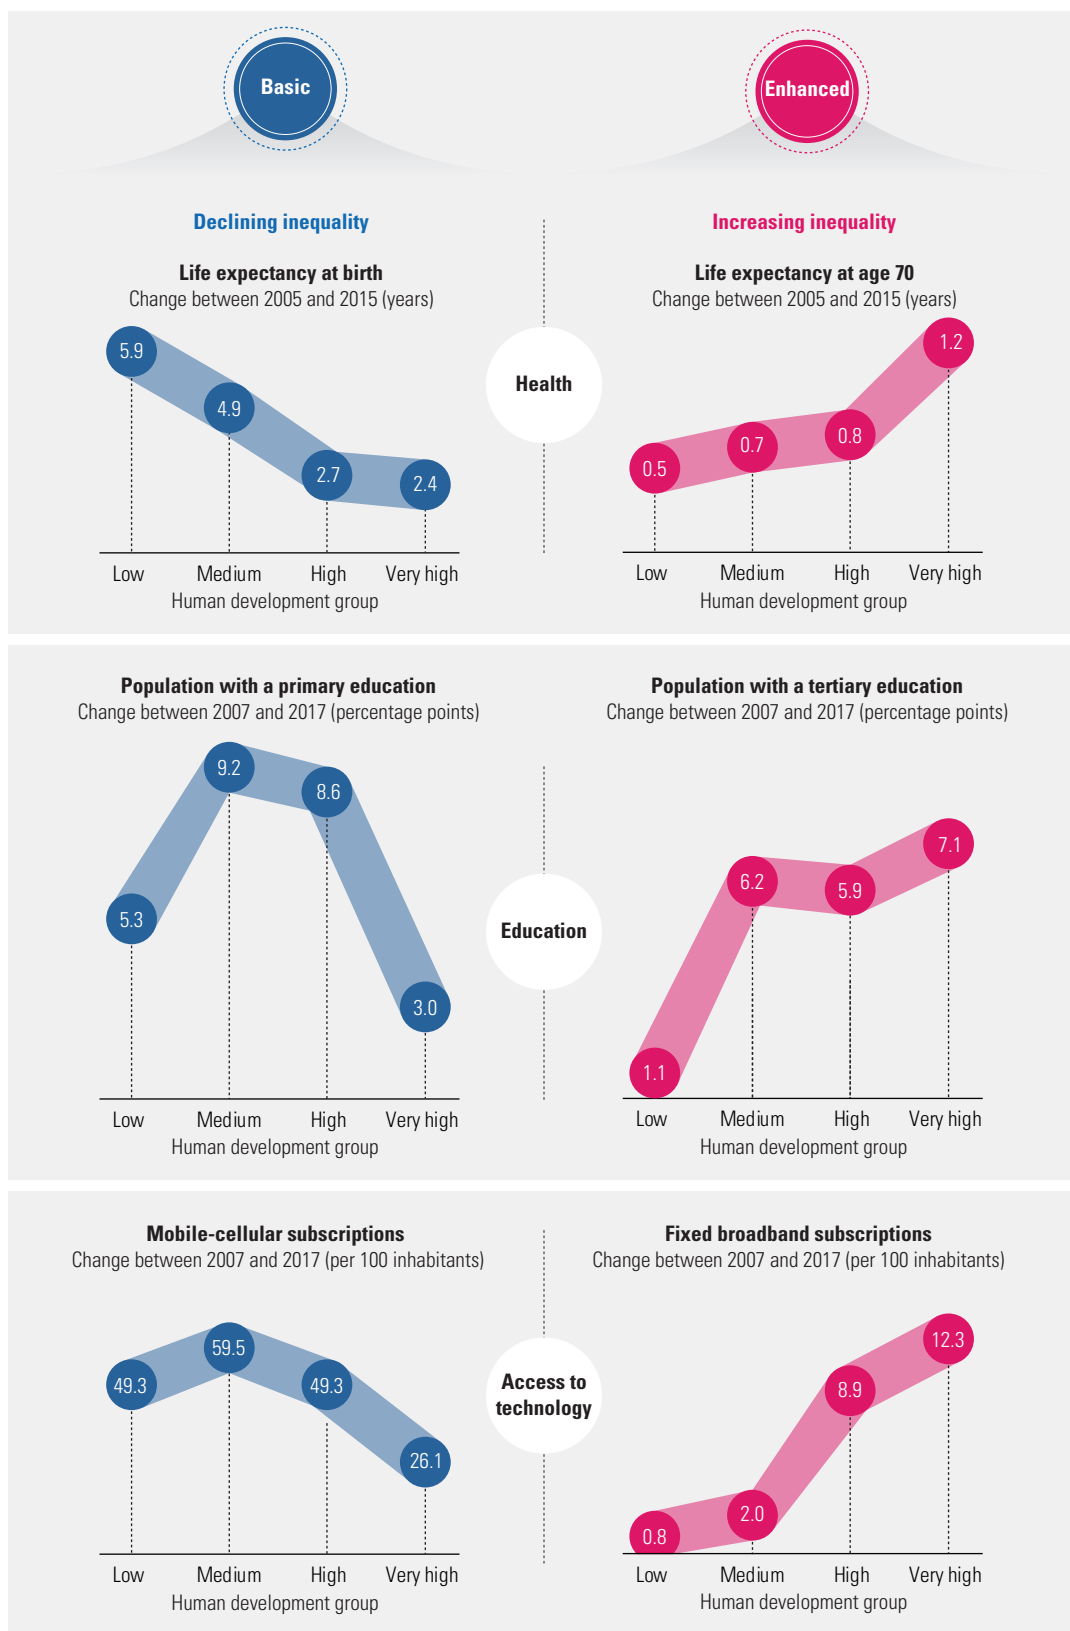 Basic
Enhanced
Declining inequality
Increasing inequality
Life expectancy at birth
Change between 2005 and 2015 (years)
5.9
4.9
2.7
2.4
Low Medium High Very high
Human development group
Health
Life expectancy at age 70
Change between 2005 and 2015 (years)
0.5
0.7
0.8
1.2
Low Medium High Very high
Human development group
Population with a primary education
Change between 2007 and 2017 (percentage points)
5.3
9.2
8.6
3.0
Low Medium High Very high
Human development group
Education
Population with a tertiary education
Change between 2007 and 2017 (percentage points)
1.1
6.2
5.9
7.1
Low Medium High Very high
Human development group
Mobile-cellular subscriptions
Change between 2007 and 2017 (per 100 inhabitants)
49.3
59.5
49.3
26.1
Low Medium High Very high
Human development group
Access to
technology
Fixed broadband subscriptions
Change between 2007 and 2017 (per 100 inhabitants)
0.8
2.0
8.9
12.3
Low Medium High Very high
Human development group